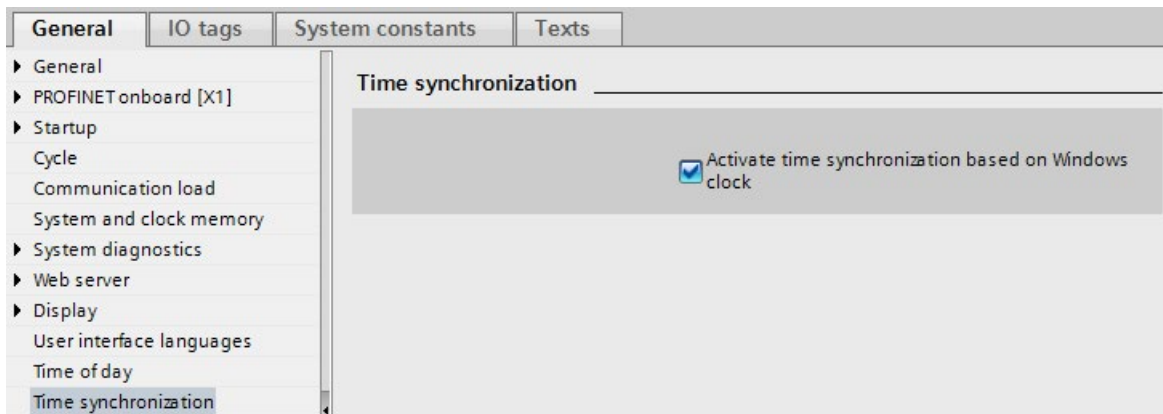 General IO tags System constants Texts
General
PROFINET onboard [X1]
Startup
Cycle
Communication load
System and clock memory
System diagnostics
Web server
Display
User interface languages
Time of day
Time synchronization
Time synchronization
Activate time synchronization based on Windows
clock